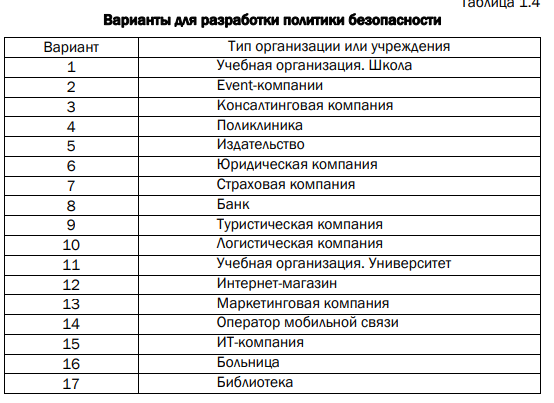 Таблица 1.4
Варианты для разработки политики безопасности
Вариант Тип организации или учреждения
1 Учебная организация. Школа
2 Event-компании
3 Консалтинговая компания
4 Поликлиника
5 Издательство
6 Юридическая компания
7 Страховая компания
8 Банк
9 Туристическая компания
10 Логистическая компания
11 Учебная организация. Университет
12 Интернет-магазин
13 Маркетинговая компания
14 Оператор мобильной связи
15 ИТ-компания
16 Больница
17 Библиотека